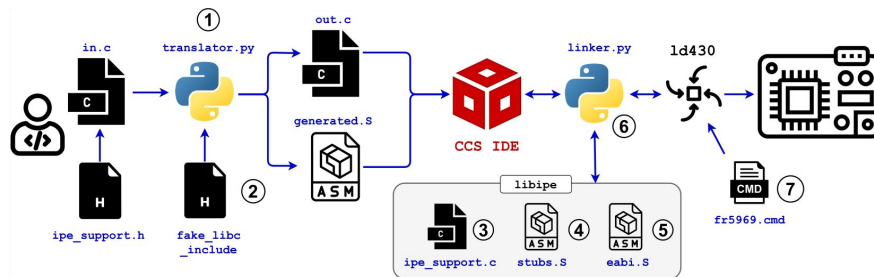 ①
in.c
translator.py
out.c
linker.py
ld430
C
C
</>
generated.S
CCS IDE
⑥
H
H
②
ASM
libipe
CMD
⑦
C
③
ASM
④
ASM
⑤
fr5969.cmd
ipe_support.h
fake_libc
_include
ipe_support.c
stubs.S
eabi.S